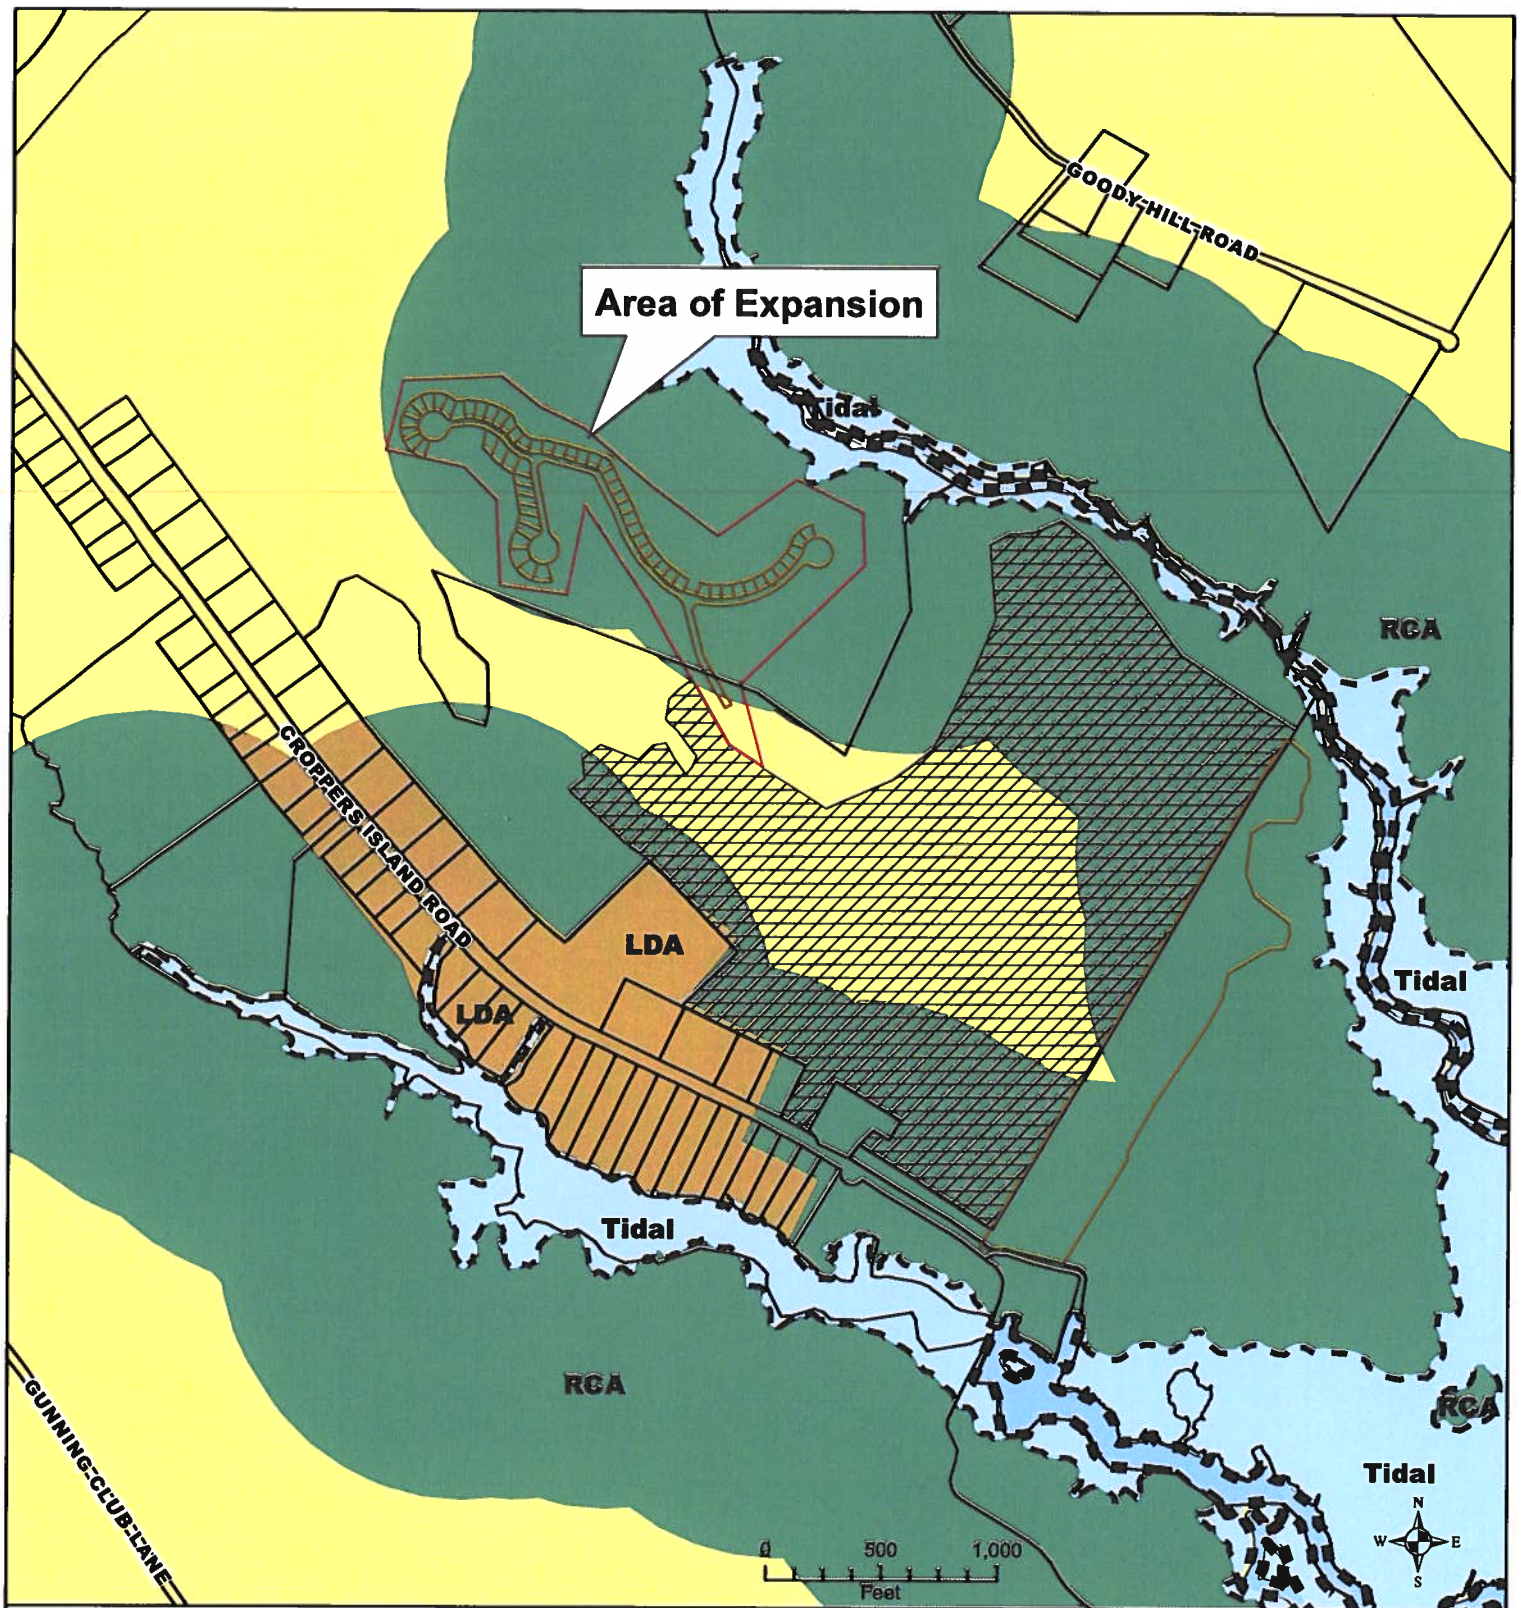 GOODY HILL ROAD
Area of Expansion
Tidal
RCA
CROPPERS ISLAND ROAD
LDA
Tidal
LDA
Tidal
RCA
RCA
GUNNING CLUB LANE
Tidal
N
W E
S
0 500 1,000
Feet